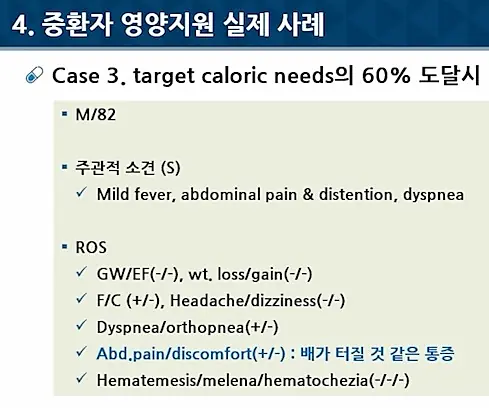 4. 중환자 영양지원 실제 사례
Case 3. target caloric needs의 60% 도달시
▪ M/82
▪ 주관적 소견 (S)
✓ Mild fever, abdominal pain & distention, dyspnea
▪ ROS
✓ GW/EF(-/-), wt. loss/gain(-/-)
✓ F/C (+/-), Headache/dizziness(-/-)
✓ Dyspnea/orthopnea(+/-)
✓ Abd.pain/discomfort(+/-) : 배가 터질 것 같은 통증
✓ Hematemesis/melena/hematochezia(-/-/-)